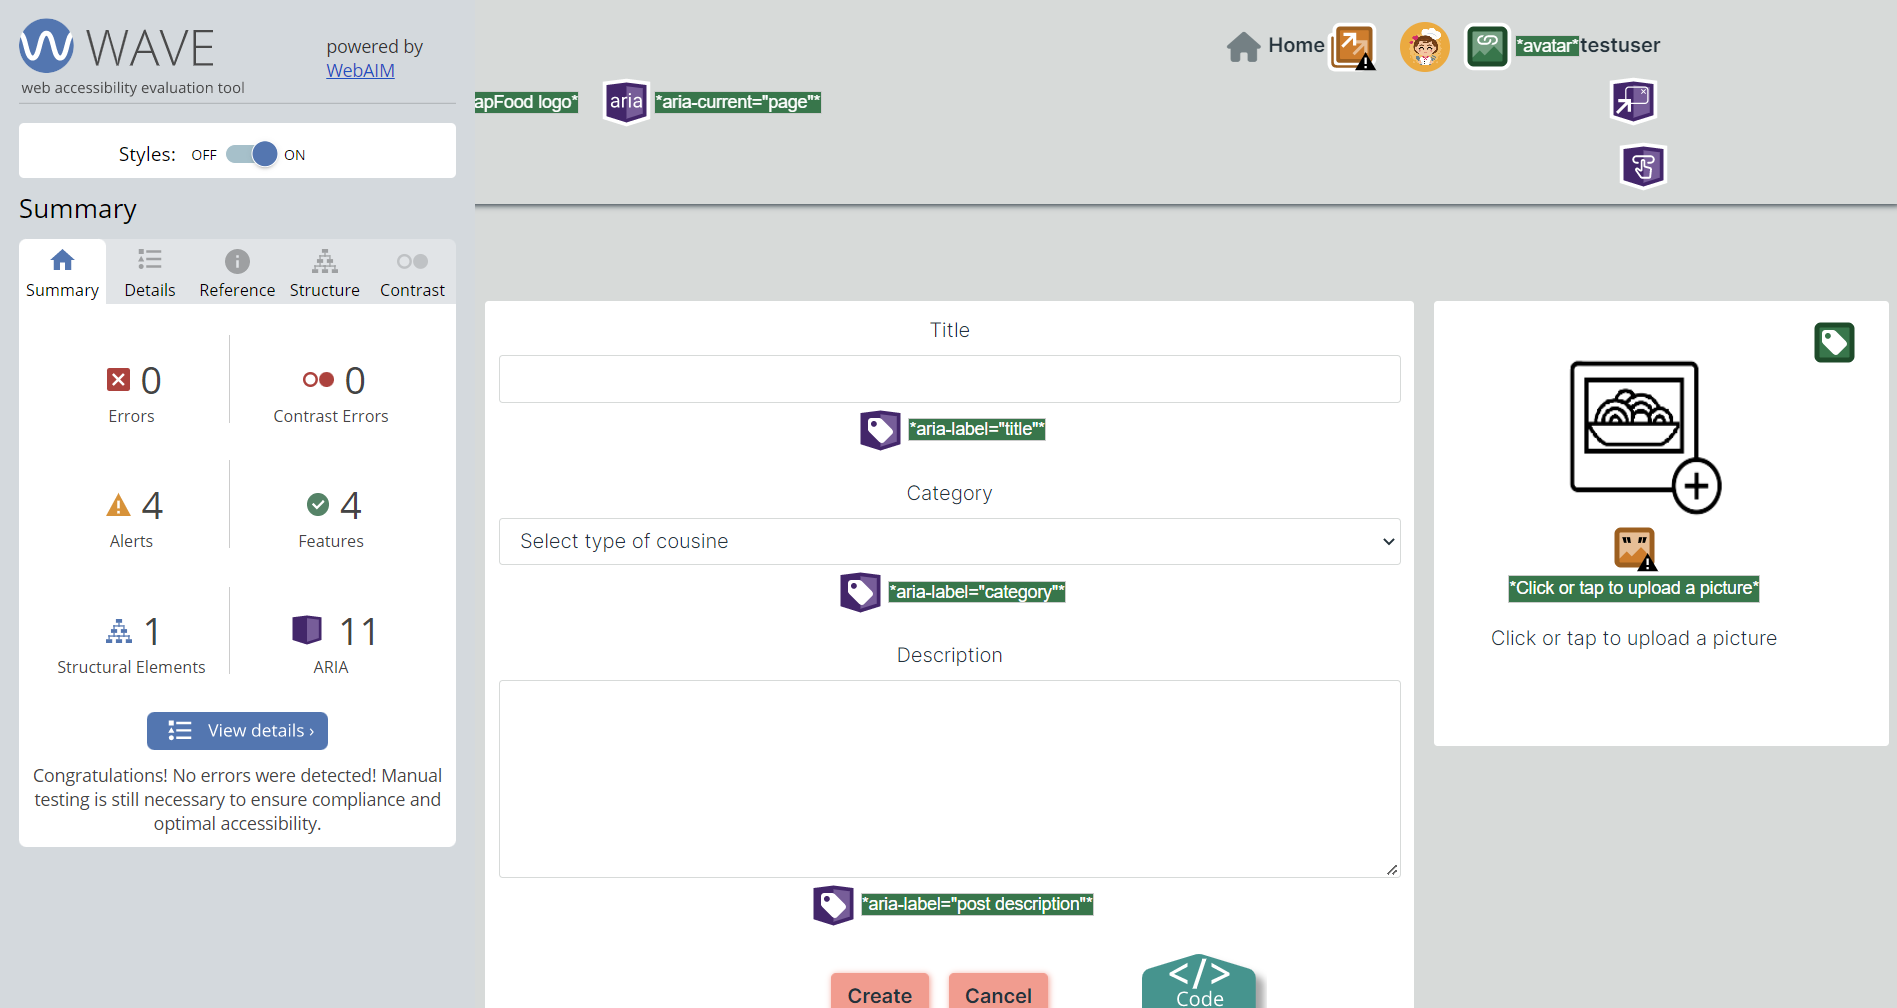 WAVE
powered by
WebAIM
web accessibility evaluation tool
Styles: OFF ON
Summary
Summary Details Reference Structure Contrast
0 0
Errors Contrast Errors
4 4
Alerts Features
1 11
Structural Elements ARIA
View details ›
Congratulations! No errors were detected! Manual
testing is still necessary to ensure compliance and
optimal accessibility.
Home *avatar* testuser
apFood logo* aria *aria-current="page"*
Title
*aria-label="title"*
Category
Select type of cousine
*aria-label="category"*
Description
*aria-label="post description"*
Create Cancel
</>
Code
*Click or tap to upload a picture*
Click or tap to upload a picture